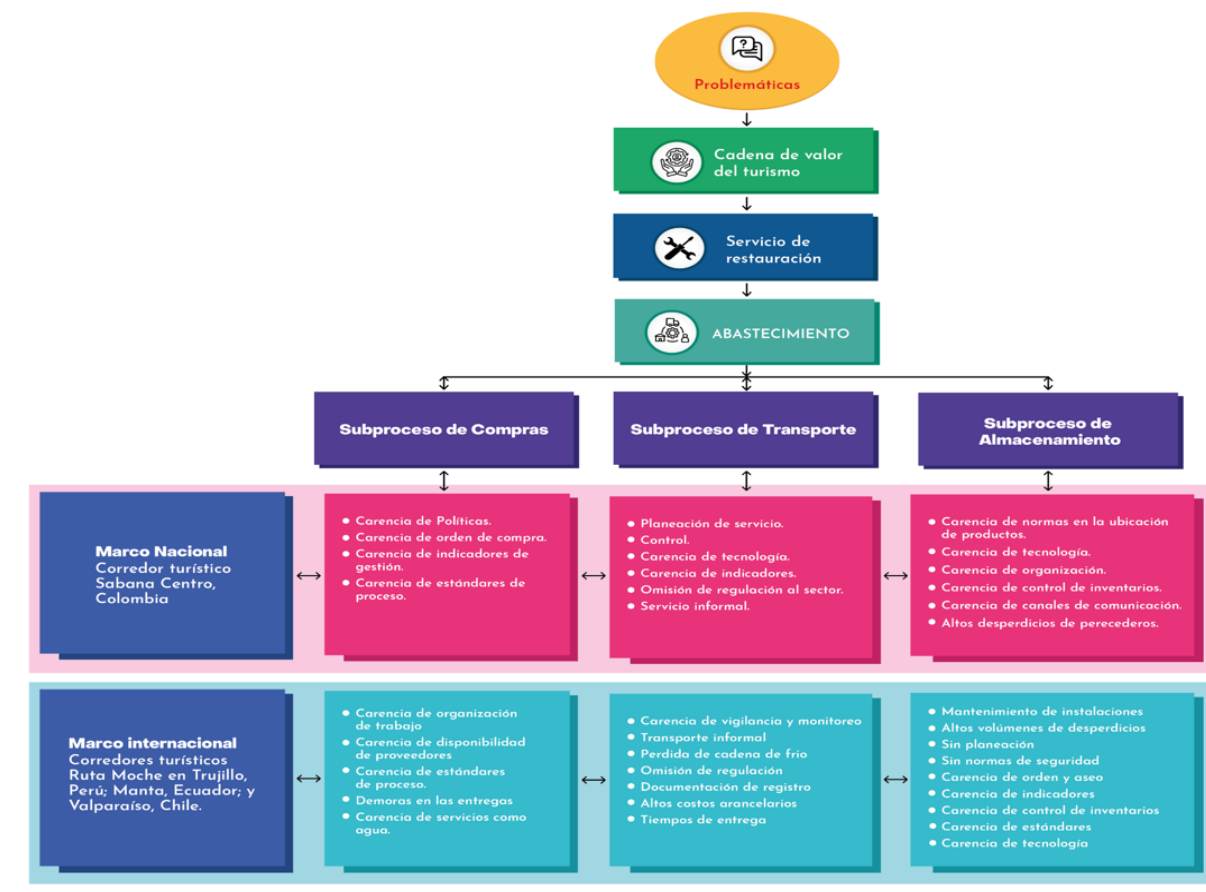 ?
Problemáticas
Cadena de valor
del turismo
Servicio de
restauración
ABASTECIMIENTO
Subproceso de Compras
Subproceso de Transporte
Subproceso de
Almacenamiento
Marco Nacional
Corredor turístico
Sabana Centro,
Colombia
• Carencia de Políticas.
• Carencia de orden de compra.
• Carencia de indicadores de
gestión.
• Carencia de estándares de
proceso.
• Planeación de servicio.
• Control.
• Carencia de tecnología.
• Carencia de indicadores.
• Omisión de regulación al sector.
• Servicio informal.
• Carencia de normas en la ubicación
de productos.
• Carencia de tecnología.
• Carencia de organización.
• Carencia de control de inventarios.
• Carencia de canales de comunicación.
• Altos desperdicios de perecederos.
Marco internacional
Corredores turísticos
Ruta Moche en Trujillo,
Perú; Manta, Ecuador; y
Valparaíso, Chile.
• Carencia de organización
de trabajo
• Carencia de disponibilidad
de proveedores
• Carencia de estándares
de proceso.
• Demoras en las entregas
• Carencia de servicios como
agua.
• Carencia de vigilancia y monitoreo
• Transporte informal
• Perdida de cadena de frio
• Omisión de regulación
• Documentación de registro
• Altos costos arancelarios
• Tiempos de entrega
• Mantenimiento de instalaciones
• Altos volúmenes de desperdicios
• Sin planeación
• Sin normas de seguridad
• Carencia de orden y aseo
• Carencia de indicadores
• Carencia de control de inventarios
• Carencia de estándares
• Carencia de tecnología